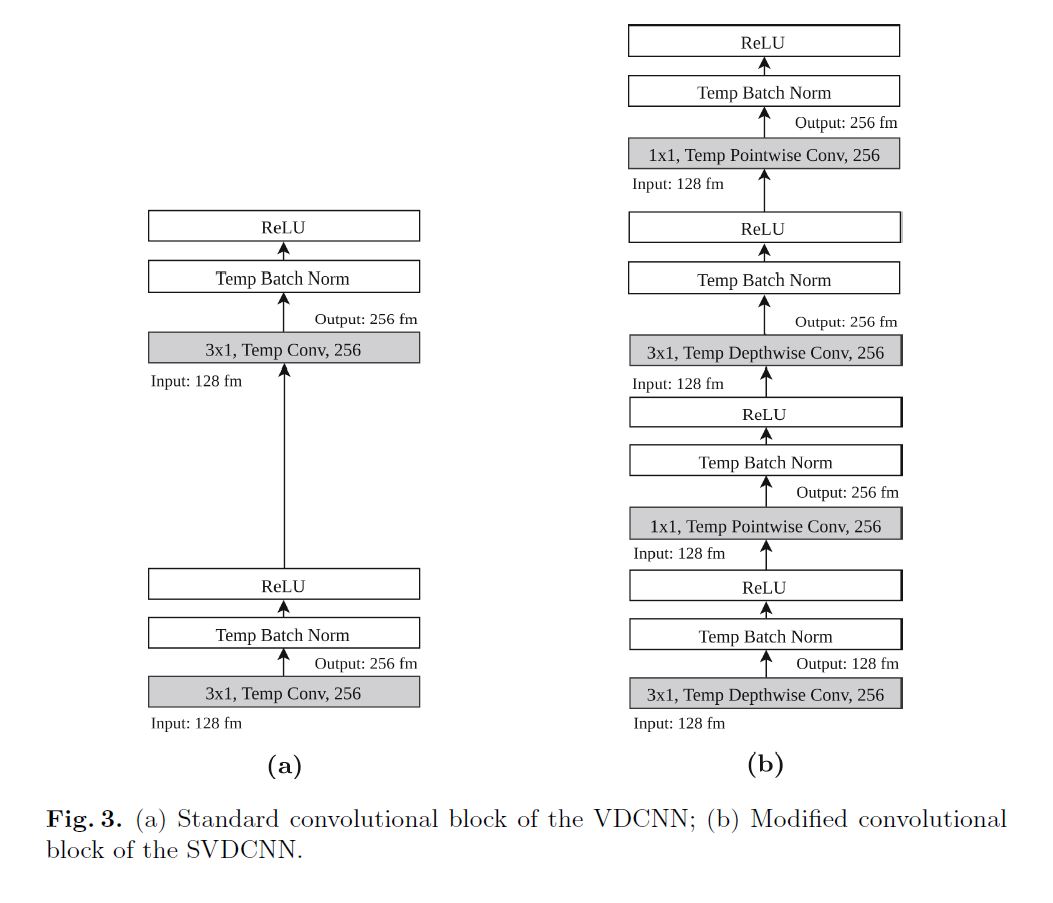 ReLU
Temp Batch Norm
Output: 256 fm
3x1, Temp Conv, 256
Input: 128 fm
ReLU
Temp Batch Norm
Output: 256 fm
3x1, Temp Conv, 256
Input: 128 fm
(a)
ReLU
Temp Batch Norm
Output: 256 fm
1x1, Temp Pointwise Conv, 256
Input: 128 fm
ReLU
Temp Batch Norm
Output: 256 fm
3x1, Temp Depthwise Conv, 256
Input: 128 fm
ReLU
Temp Batch Norm
Output: 256 fm
1x1, Temp Pointwise Conv, 256
Input: 128 fm
ReLU
Temp Batch Norm
Output: 128 fm
3x1, Temp Depthwise Conv, 256
Input: 128 fm
(b)
Fig. 3. (a) Standard convolutional block of the VDCNN; (b) Modified convolutional
block of the SVDCNN.